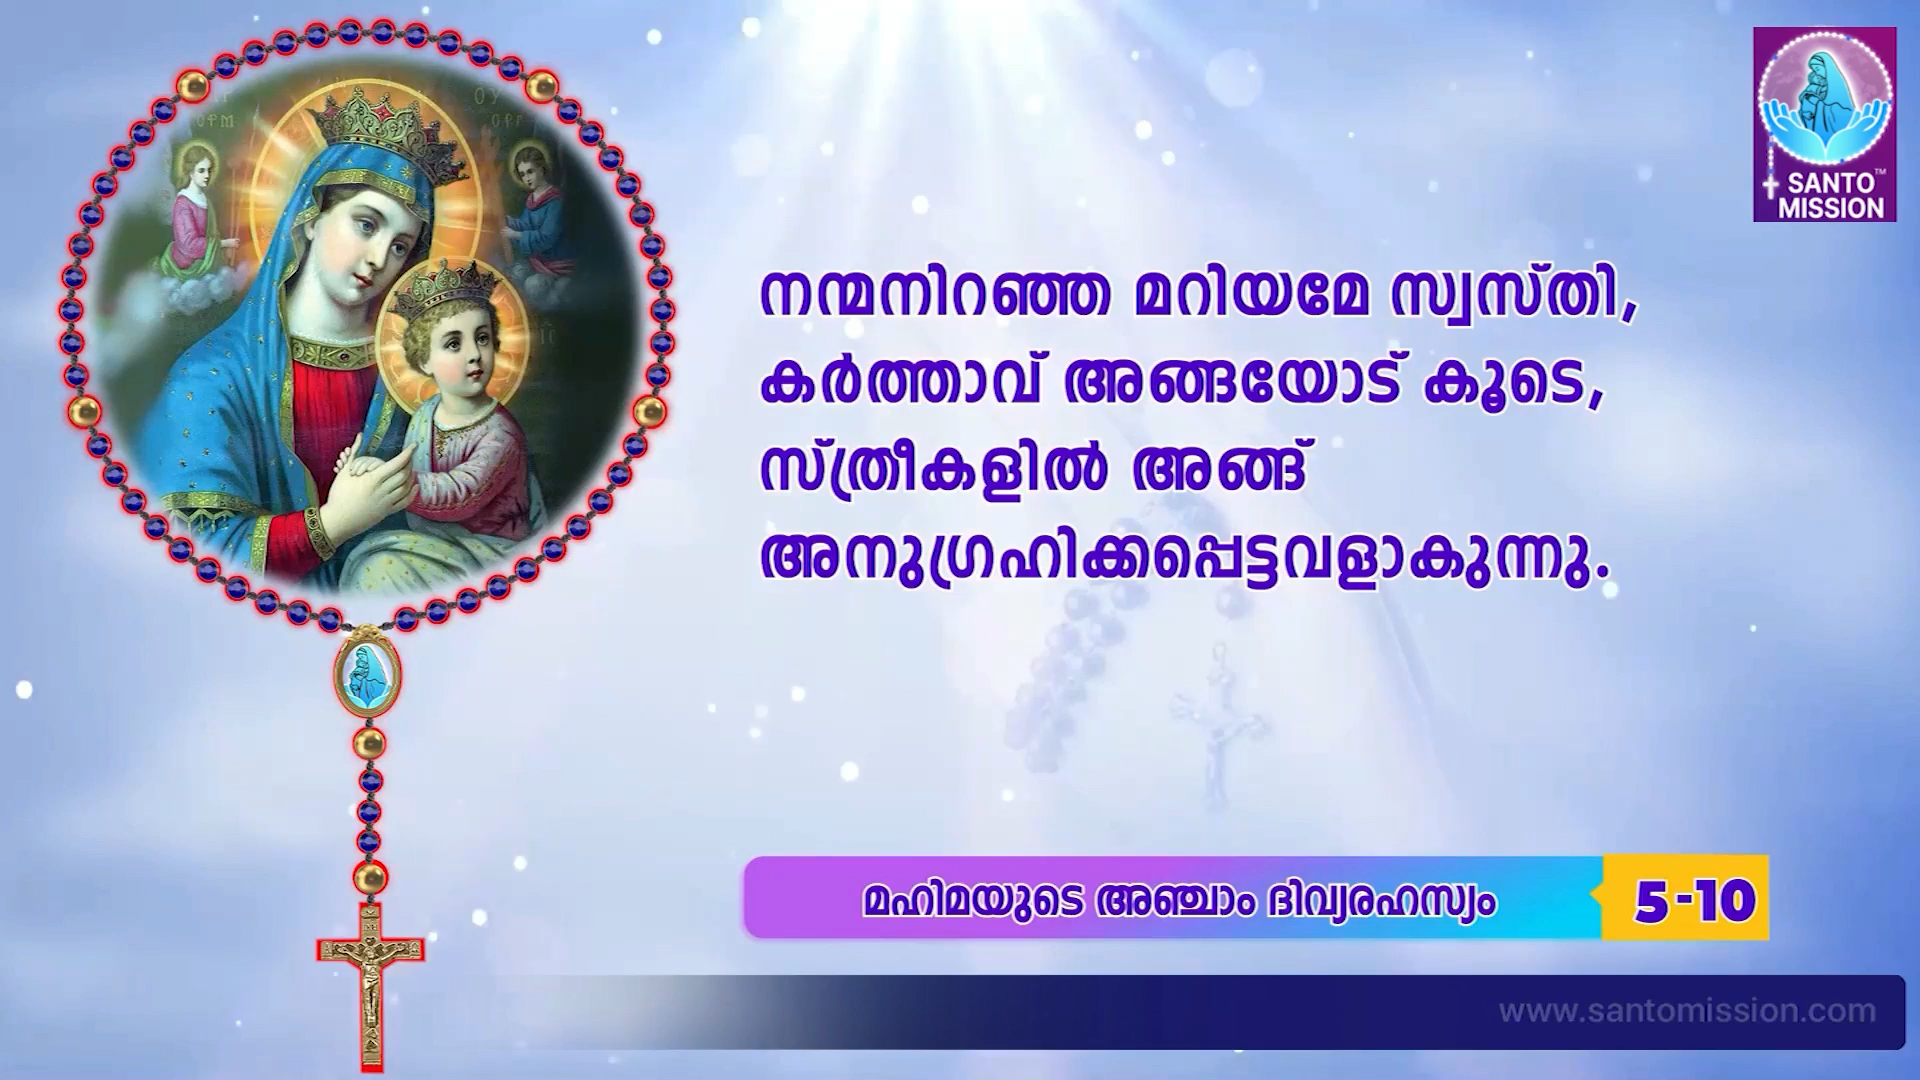 SANTO™
MISSION
നന്മനിറഞ്ഞ മറിയമേ സ്വസ്തി,
കർത്താവ് അങ്ങയോട് കൂടെ,
സ്ത്രീകളിൽ അങ്ങ്
അനുഗ്രഹിക്കപ്പെട്ടവളാകുന്നു.
മഹിമയുടെ അഞ്ചാം ദിവ്യരഹസ്യം
5-10
www.santomission.com